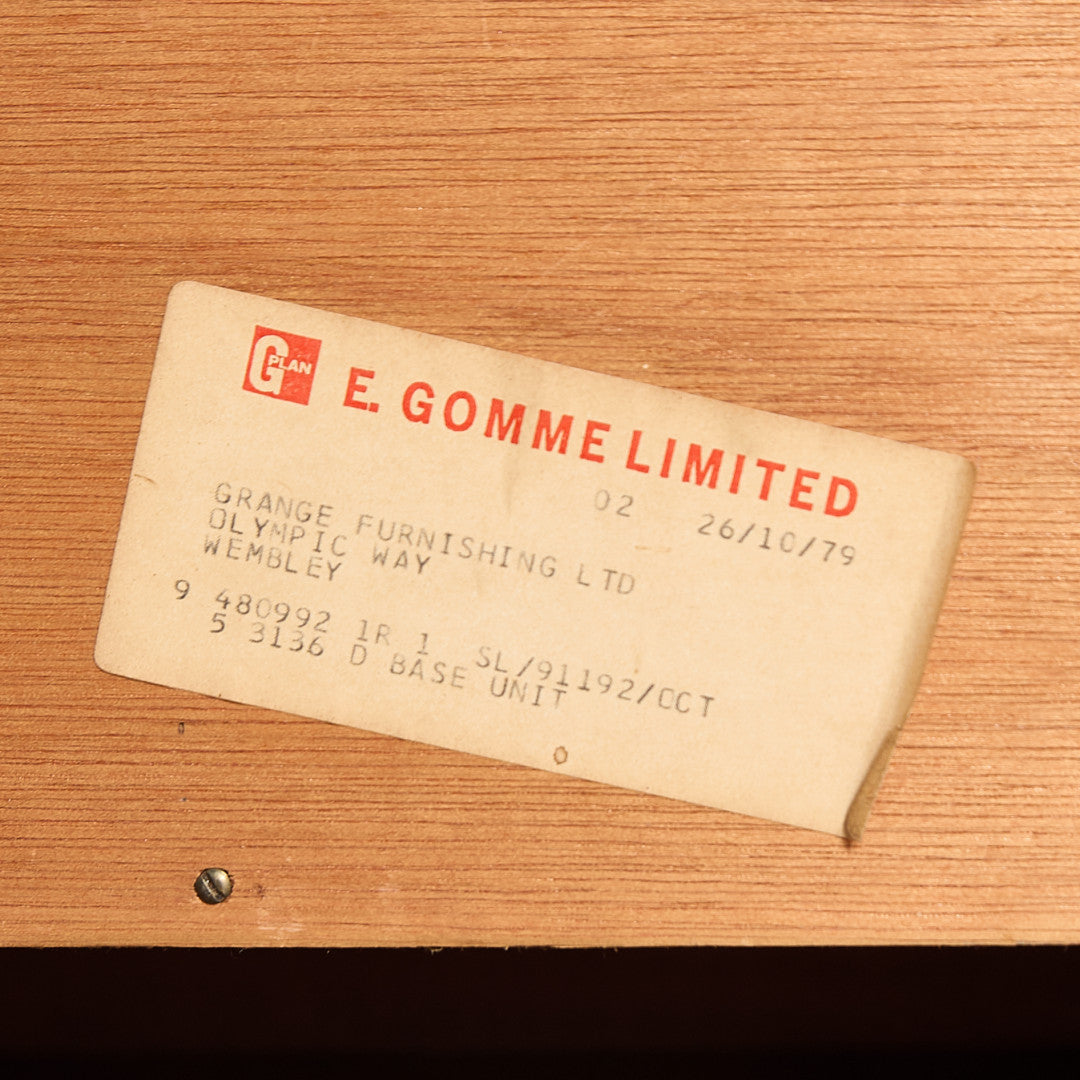 G PLAN
E. GOMME LIMITED
02 26/10/79
GRANGE FURNISHING LTD
OLYMPIC WAY
WEMBLEY
9 480992 1R 1 SL/91192/OCT
5 3136 D BASE UNIT